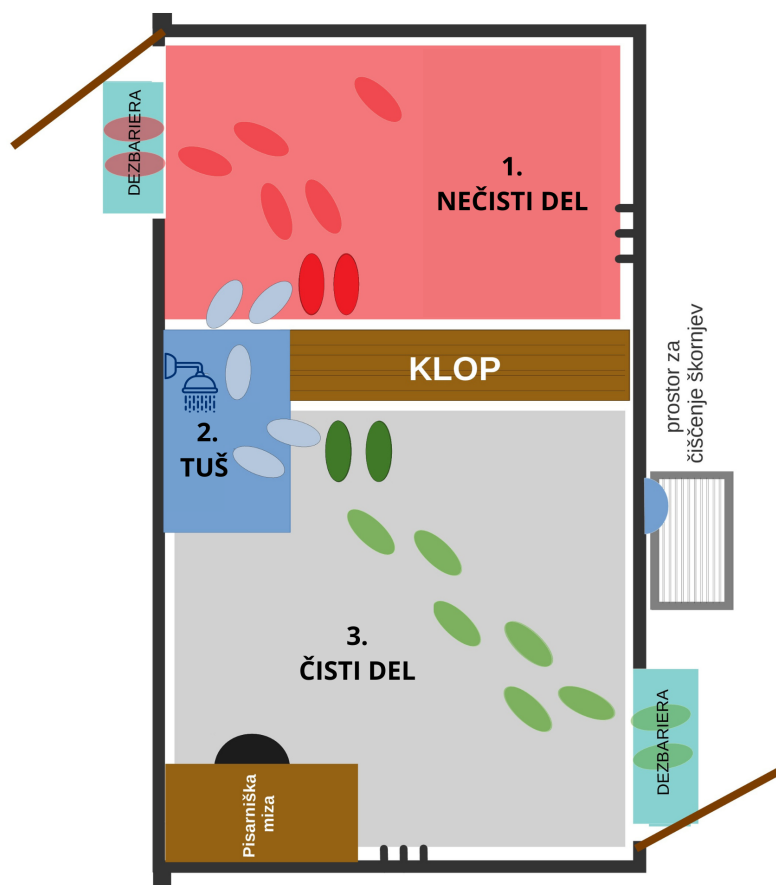 DEZBARIERA
1.
NEČISTI DEL
KLOP
prostor za
čiščenje škornjev
2.
TUŠ
3.
ČISTI DEL
DEZBARIERA
Pisarniška
miza